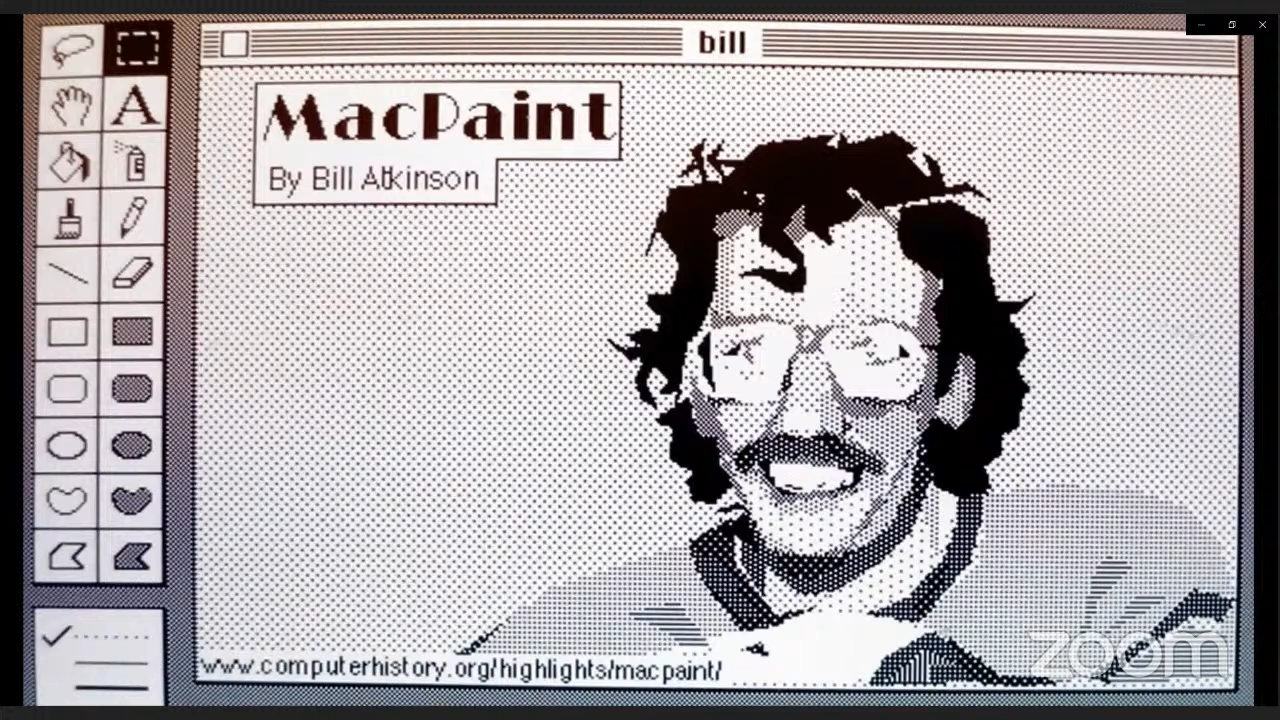 bill
A
MacPaint
By Bill Atkinson
www.computerhistory.org/highlights/macpaint/
zoom